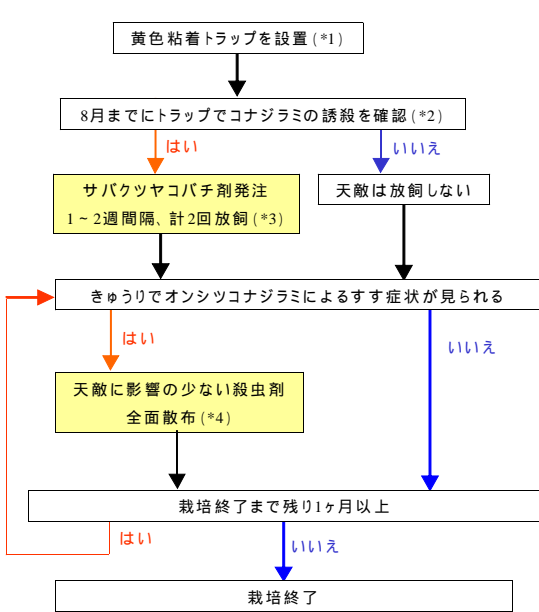 黄色粘着トラップを設置(*1)
8月までにトラップでコナジラミの誘殺を確認(*2)
はい
いいえ
サバクツヤコバチ剤発注
1~2週間隔、計2回放飼(*3)
天敵は放飼しない
きゅうりでオンシツコナジラミによるすす症状が見られる
はい
いいえ
天敵に影響の少ない殺虫剤
全面散布(*4)
栽培終了まで残り1ヶ月以上
はい
いいえ
栽培終了